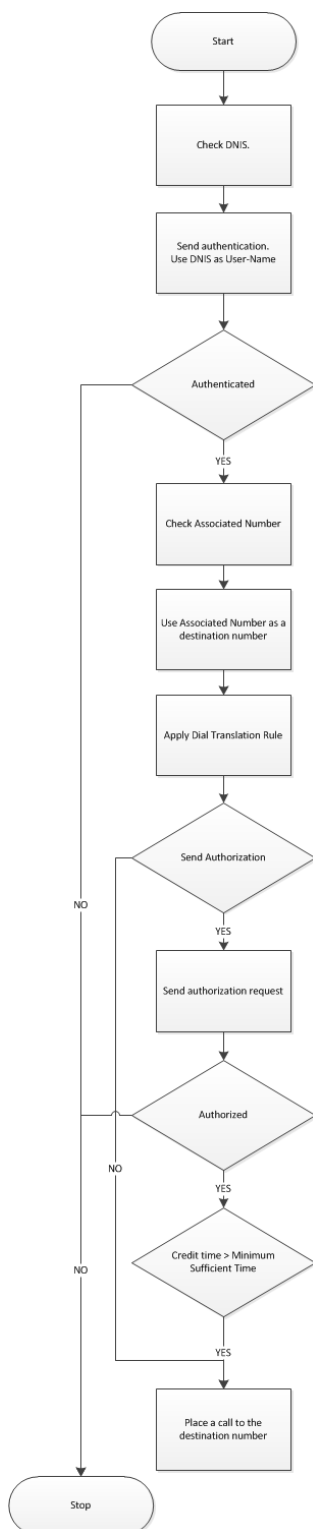 Start
Check DNIS.
Send authentication.
Use DNIS as User-Name
Authenticated
YES
Check Associated Number
Use Associated Number as a
destination number
Apply Dial Translation Rule
Send Authorization
NO
YES
Send authorization request
Authorized
NO
YES
Credit time > Minimum
Sufficient Time
NO
YES
Place a call to the
destination number
Stop